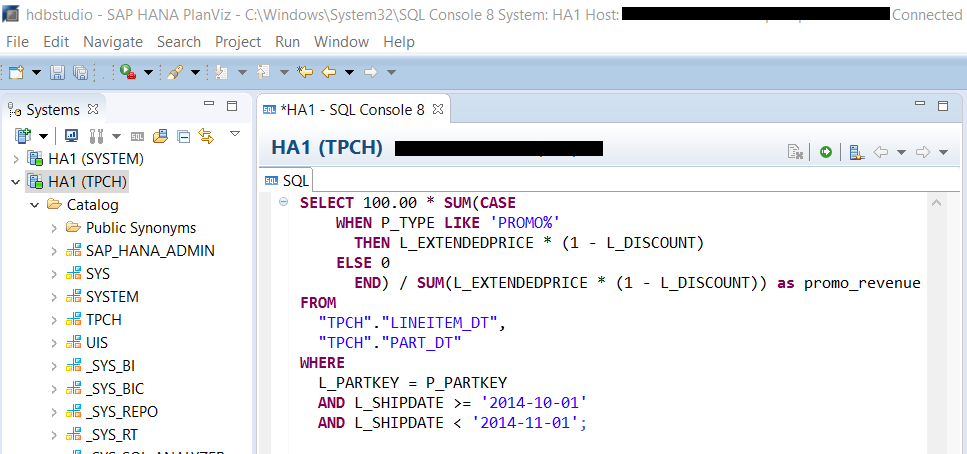 hdbstudio - SAP HANA PlanViz - C:\Windows\System32\SQL Console 8 System: HA1 Host: Connected
File Edit Navigate Search Project Run Window Help
Systems
*HA1 - SQL Console 8
HA1 (SYSTEM)
HA1 (TPCH)
Catalog
Public Synonyms
SAP_HANA_ADMIN
SYS
SYSTEM
TPCH
UIS
_SYS_BI
_SYS_BIC
_SYS_REPO
_SYS_RT
_SYS_SQL_ANALYZER
HA1 (TPCH)
SQL
SELECT 100.00 * SUM(CASE
WHEN P_TYPE LIKE 'PROMO%'
THEN L_EXTENDEDPRICE * (1 - L_DISCOUNT)
ELSE 0
END) / SUM(L_EXTENDEDPRICE * (1 - L_DISCOUNT)) as promo_revenue
FROM
"TPCH"."LINEITEM_DT",
"TPCH"."PART_DT"
WHERE
L_PARTKEY = P_PARTKEY
AND L_SHIPDATE >= '2014-10-01'
AND L_SHIPDATE < '2014-11-01';